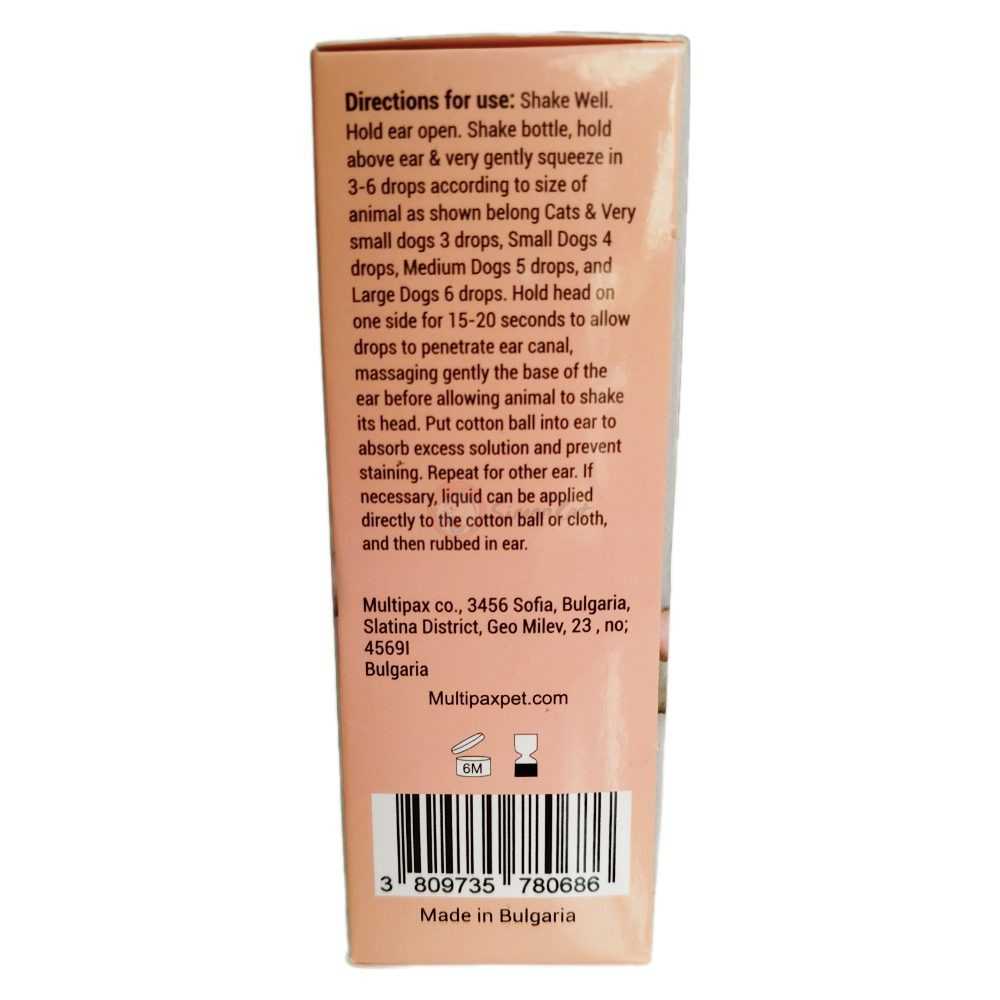 Directions for use: Shake Well.
Hold ear open. Shake bottle, hold
above ear & very gently squeeze in
3-6 drops according to size of
animal as shown belong Cats & Very
small dogs 3 drops, Small Dogs 4
drops, Medium Dogs 5 drops, and
Large Dogs 6 drops. Hold head on
one side for 15-20 seconds to allow
drops to penetrate ear canal,
massaging gently the base of the
ear before allowing animal to shake
its head. Put cotton ball into ear to
absorb excess solution and prevent
staining. Repeat for other ear. If
necessary, liquid can be applied
directly to the cotton ball or cloth,
and then rubbed in ear.
Multipax co., 3456 Sofia, Bulgaria,
Slatina District, Geo Milev, 23 , no;
4569I
Bulgaria
Multipaxpet.com
6M
3 809735 780686
Made in Bulgaria